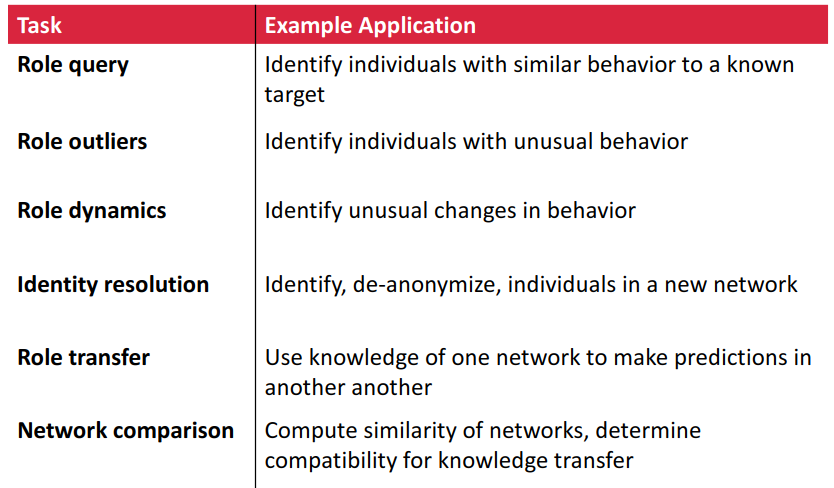 Task Example Application
Role query Identify individuals with similar behavior to a known
target
Role outliers Identify individuals with unusual behavior
Role dynamics Identify unusual changes in behavior
Identity resolution Identify, de-anonymize, individuals in a new network
Role transfer Use knowledge of one network to make predictions in
another another
Network comparison Compute similarity of networks, determine
compatibility for knowledge transfer